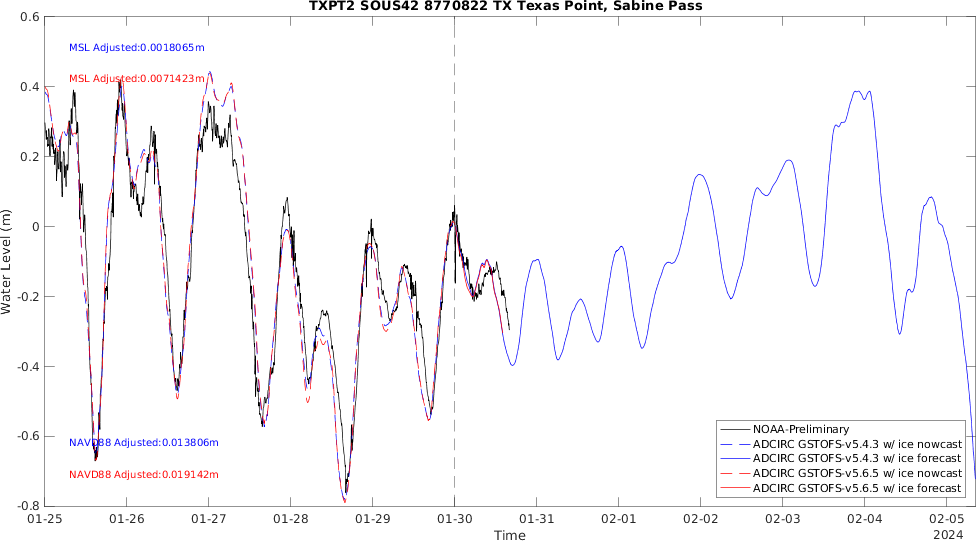 TXPT2 SOUS42 8770822 TX Texas Point, Sabine Pass
0.6
0.4
0.2
0
-0.2
-0.4
-0.6
-0.8
Water Level (m)
MSL Adjusted:0.0018065m
MSL Adjusted:0.0071423m
NAVD88 Adjusted:0.013806m
NAVD88 Adjusted:0.019142m
NOAA-Preliminary
ADCIRC GSTOFS-v5.4.3 w/ ice nowcast
ADCIRC GSTOFS-v5.4.3 w/ ice forecast
ADCIRC GSTOFS-v5.6.5 w/ ice nowcast
ADCIRC GSTOFS-v5.6.5 w/ ice forecast
01-25 01-26 01-27 01-28 01-29 01-30 01-31 02-01 02-02 02-03 02-04 02-05
Time
2024